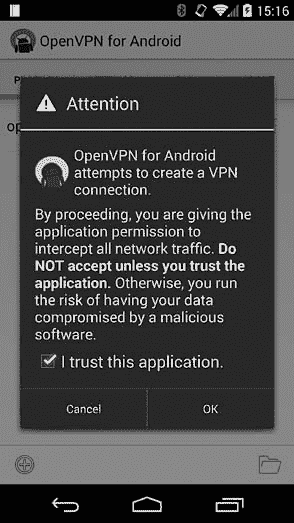 15:16
OpenVPN for Android
Attention
OpenVPN for Android
attempts to create a VPN
connection.
By proceeding, you are giving the
application permission to
intercept all network traffic. Do
NOT accept unless you trust the
application. Otherwise, you run
the risk of having your data
compromised by a malicious
software.
I trust this application.
Cancel
OK